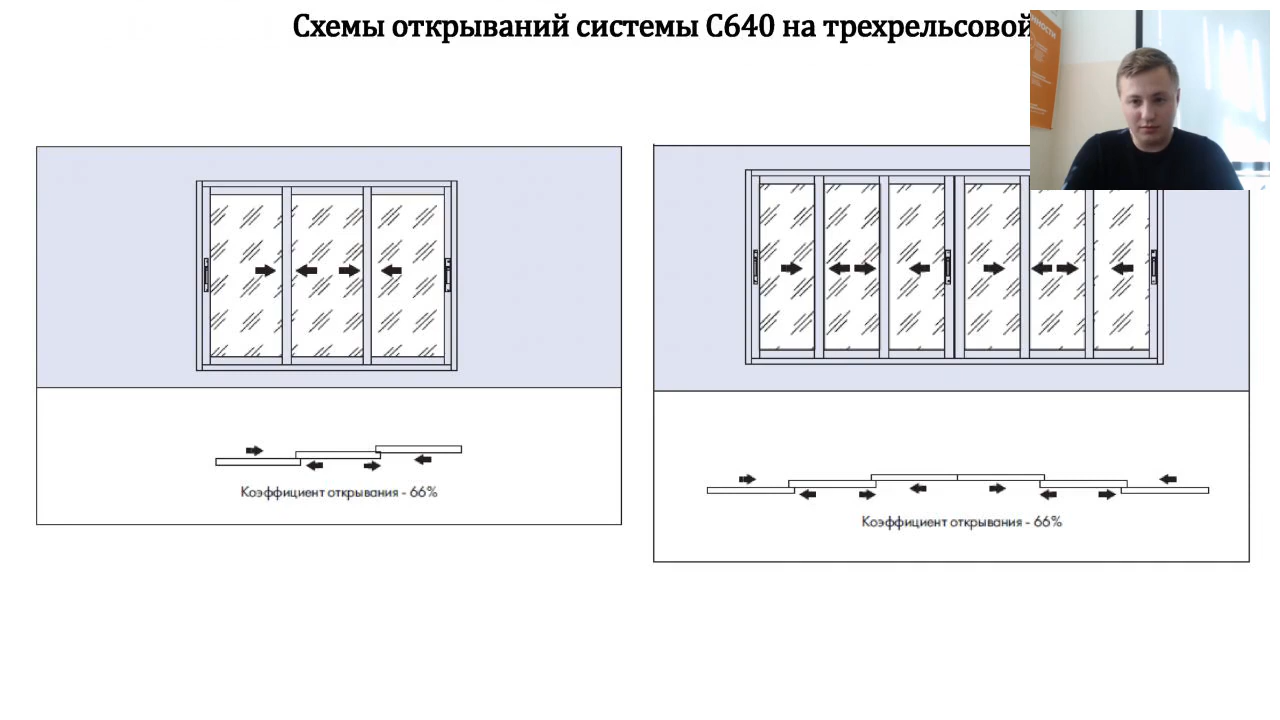 Схемы открываний системы С640 на трехрельсовой
Коэффициент открывания - 66%
Коэффициент открывания - 66%